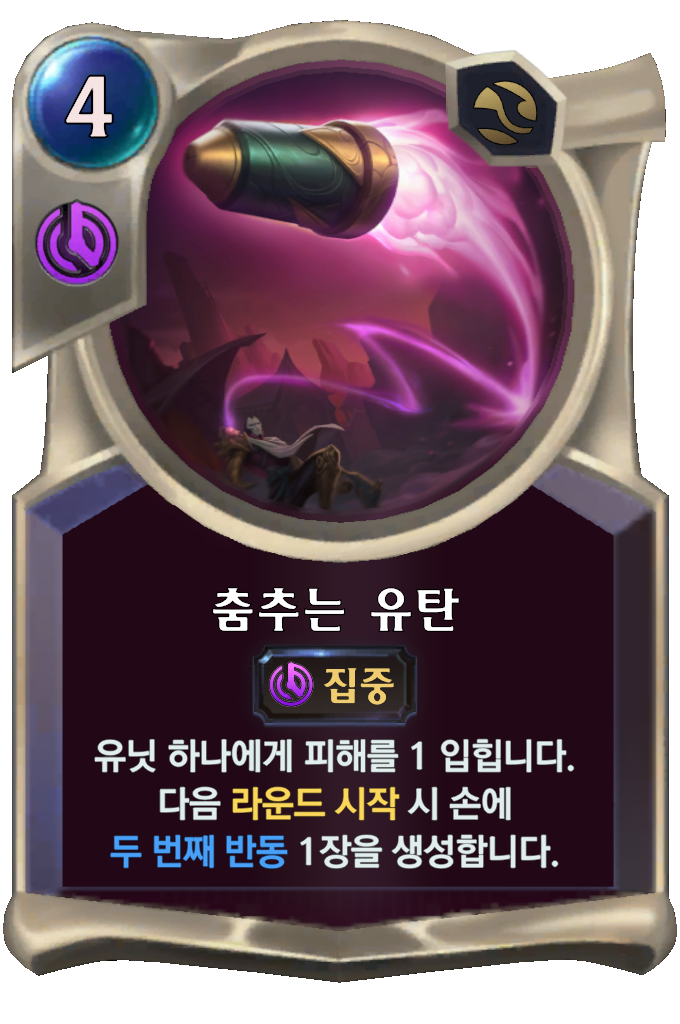 4
춤추는 유탄
집중
유닛 하나에게 피해를 1 입힙니다.
다음 라운드 시작 시 손에
두 번째 반동 1장을 생성합니다.